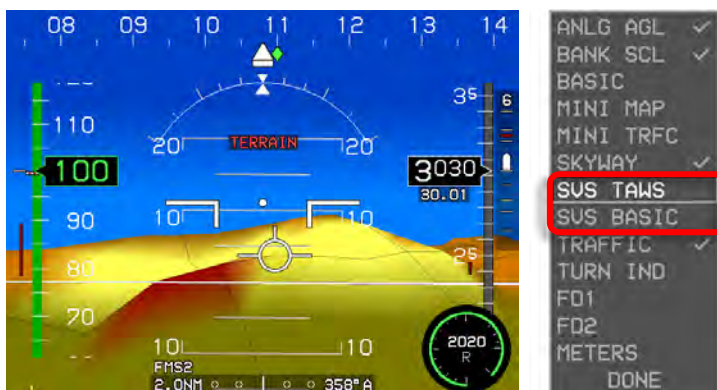 08 09 10 11 12 13 14
35 6
110
20 TERRAIN 20
100 3030
30.01
90 10 10
80 25
70
10 10 2020
R
FMS2
2.0NM 358° A
ANLG AGL ✓
BANK SCL ✓
BASIC
MINI MAP
MINI TRFC
SKYWAY ✓
SVS TAWS
SVS BASIC
TRAFFIC ✓
TURN IND
FD1
FD2
METERS
DONE